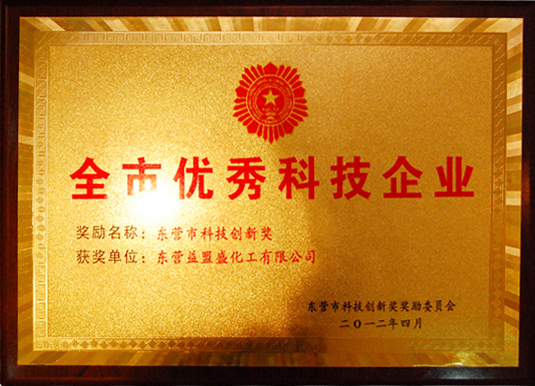 全市优秀科技企业
奖励名称：东营市科技创新奖
获奖单位：东营益盟盛化工有限公司
东营市科技创新奖奖励委员会
二〇一二年四月